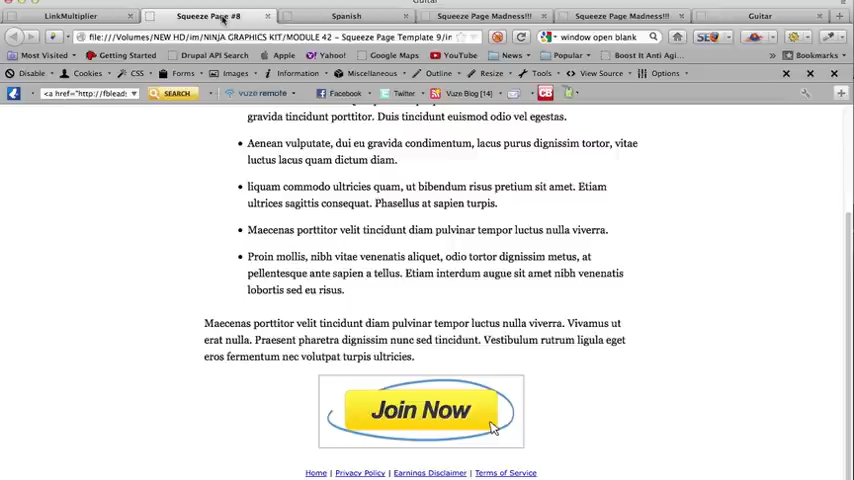 Guitar
LinkMultiplier
Squeeze Page #8
Spanish
Squeeze Page Madness!!!
Squeeze Page Madness!!!
Guitar
file:///Volumes/NEW HD/im/NINJA GRAPHICS KIT/MODULE 42 – Squeeze Page Template 9/in
window open blank
Most Visited
Getting Started
Drupal API Search
Apple
Yahoo!
Google Maps
YouTube
News
Popular
Boost It Anti Agi...
Bookmarks
Disable
Cookies
CSS
Forms
Images
Information
Miscellaneous
Outline
Resize
Tools
View Source
Options
<a href="http://fblead:
SEARCH
vuze remote
Facebook
Twitter
Vuze Blog [14]
gravida tincidunt porttitor. Duis tincidunt euismod odio vel egestas.
Aenean vulputate, dui eu gravida condimentum, lacus purus dignissim tortor, vitae
luctus lacus quam dictum diam.
liquam commodo ultricies quam, ut bibendum risus pretium sit amet. Etiam
ultrices sagittis consequat. Phasellus at sapien turpis.
Maecenas porttitor velit tincidunt diam pulvinar tempor luctus nulla viverra.
Proin mollis, nibh vitae venenatis aliquet, odio tortor dignissim metus, at
pellentesque ante sapien a tellus. Etiam interdum augue sit amet nibh venenatis
lobortis sed eu risus.
Maecenas porttitor velit tincidunt diam pulvinar tempor luctus nulla viverra. Vivamus ut
erat nulla. Praesent pharetra dignissim nunc sed tincidunt. Vestibulum rutrum ligula eget
eros fermentum nec volutpat turpis ultricies.
Join Now
Home | Privacy Policy | Earnings Disclaimer | Terms of Service